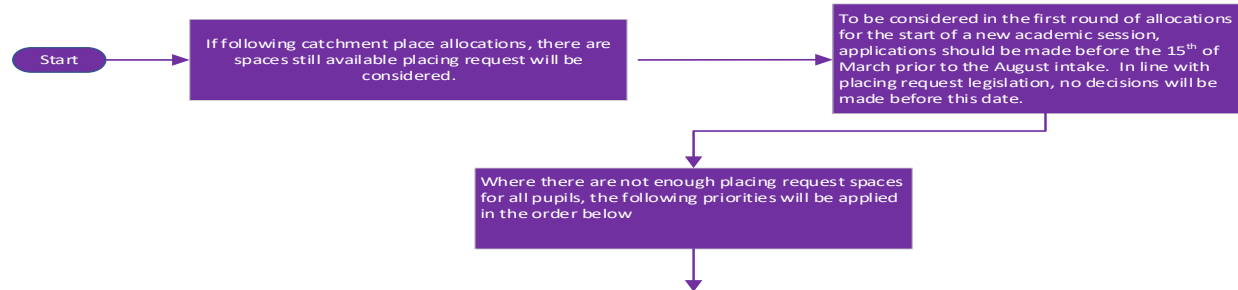 Start
If following catchment place allocations, there are
spaces still available placing request will be
considered.
To be considered in the first round of allocations
for the start of a new academic session,
applications should be made before the 15th of
March prior to the August intake.  In line with
placing request legislation, no decisions will be
made before this date.
Where there are not enough placing request spaces
for all pupils, the following priorities will be applied
in the order below